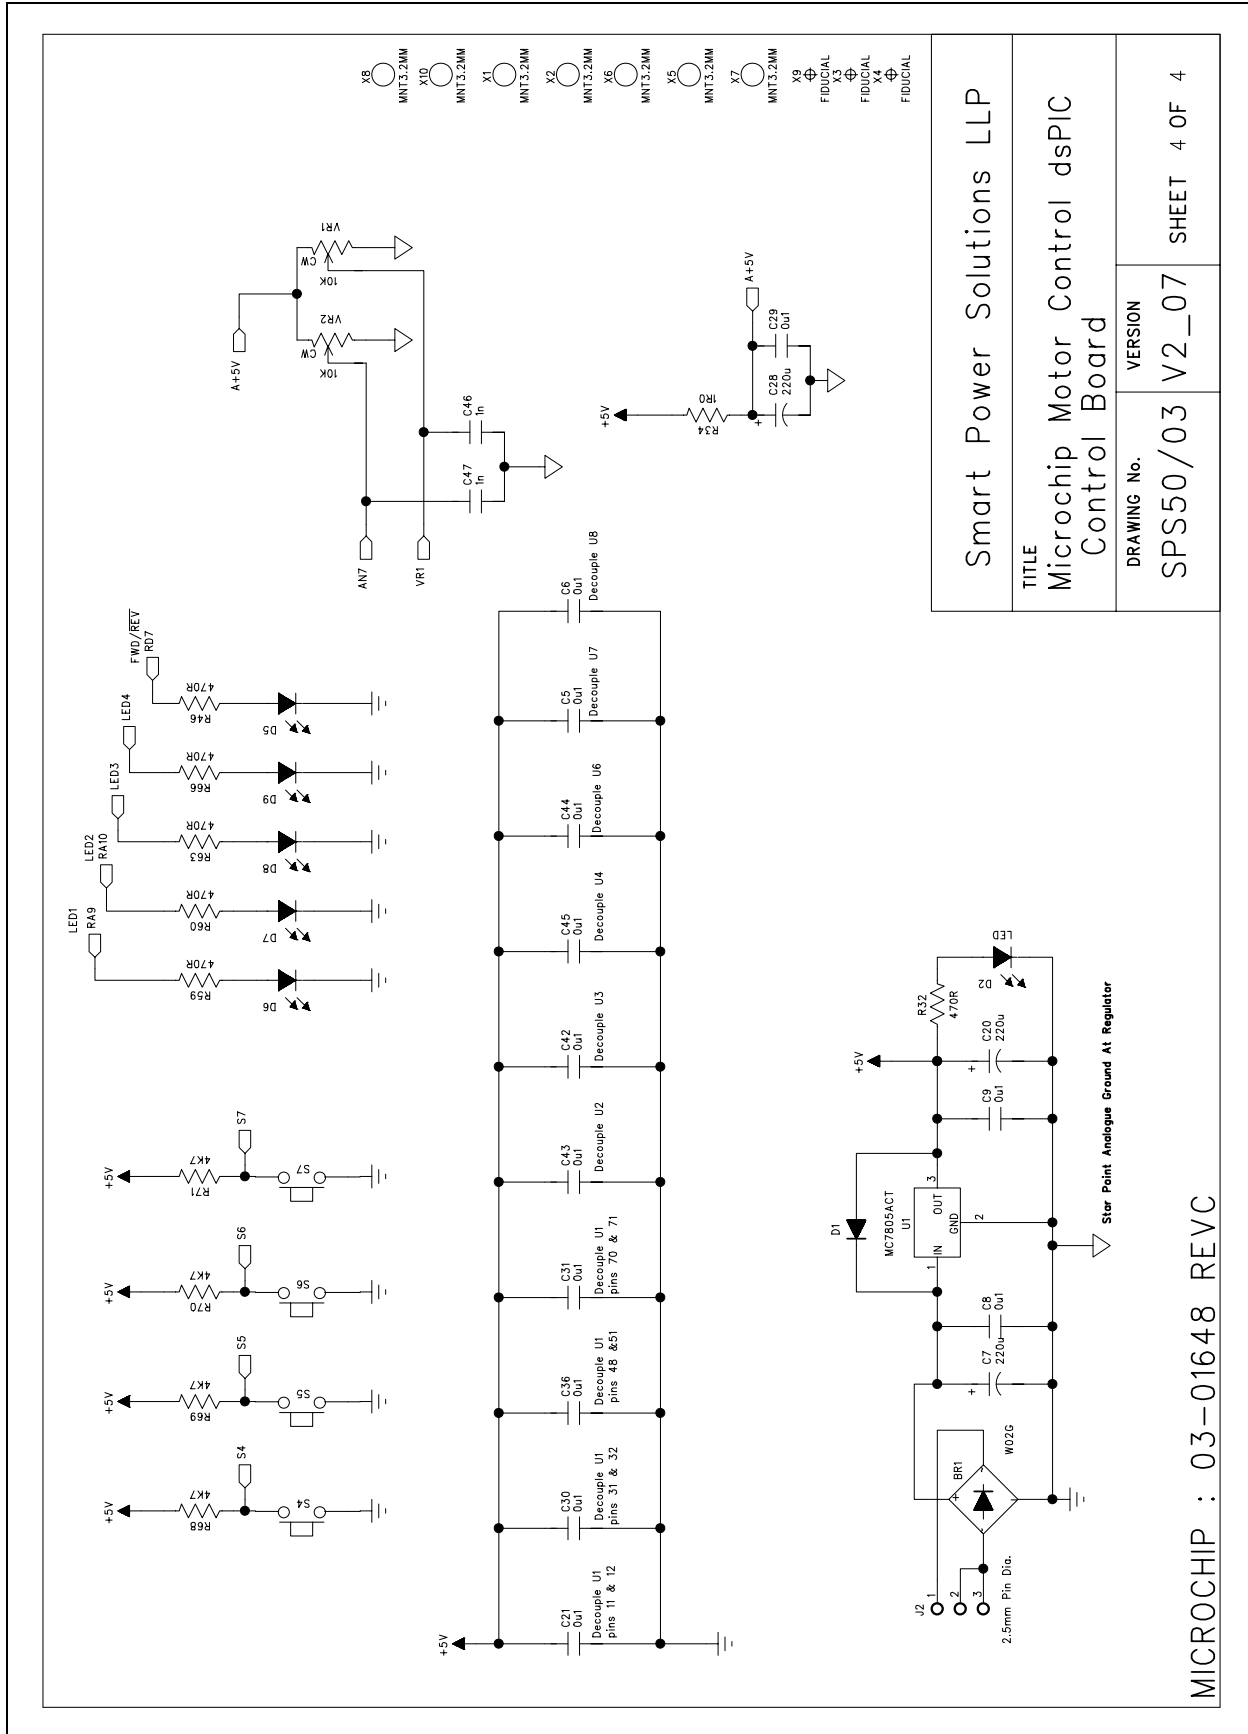 +5V
R68
4K7
S4
S4
+5V
R69
4K7
S5
S5
+5V
R70
4K7
S6
S6
+5V
R71
4K7
S7
S7
LED1
RA9
R59
470R
D6
LED2
RA10
R60
470R
D7
LED3
R63
470R
D8
LED4
R66
470R
D9
FWD/REV
RD7
R46
470R
D5
A+5V
VR2
CW
10K
VR1
CW
10K
AN7
VR1
C47
1n
C46
1n
X8
MNT3.2MM
X10
MNT3.2MM
X1
MNT3.2MM
X2
MNT3.2MM
X6
MNT3.2MM
X5
MNT3.2MM
X7
MNT3.2MM
X9
FIDUCIAL
X3
FIDUCIAL
X4
FIDUCIAL
+5V
C21
0u1
Decouple U1
pins 11 & 12
C30
0u1
Decouple U1
pins 31 & 32
C36
0u1
Decouple U1
pins 48 &51
C31
0u1
Decouple U1
pins 70 & 71
C43
0u1
Decouple U2
C42
0u1
Decouple U3
C45
0u1
Decouple U4
C44
0u1
Decouple U6
C5
0u1
Decouple U7
C6
0u1
Decouple U8
+5V
R34
1R0
A+5V
+
C28
220u
C29
0u1
J2
1
2
3
2.5mm Pin Dia.
BR1
+
-
~
~
W02G
+
C7
220u
C8
0u1
D1
MC7805ACT
U1
1
IN
OUT
3
GND
2
C9
0u1
+5V
+
C20
220u
R32
470R
D2
LED
Star Point Analogue Ground At Regulator
MICROCHIP : 03-01648 REVC
Smart Power Solutions LLP
TITLE
Microchip Motor Control dsPIC
Control Board
DRAWING No.
SPS50/03
VERSION
V2_07
SHEET 4 OF 4